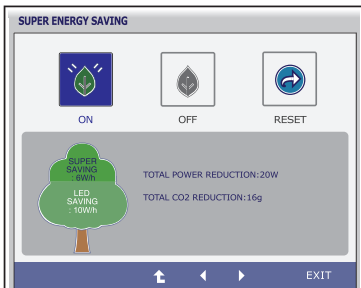 SUPER ENERGY SAVING
ON
OFF
RESET
SUPER
SAVING
: 6W/h
LED
SAVING
: 10W/h
TOTAL POWER REDUCTION:20W
TOTAL CO2 REDUCTION:16g
EXIT